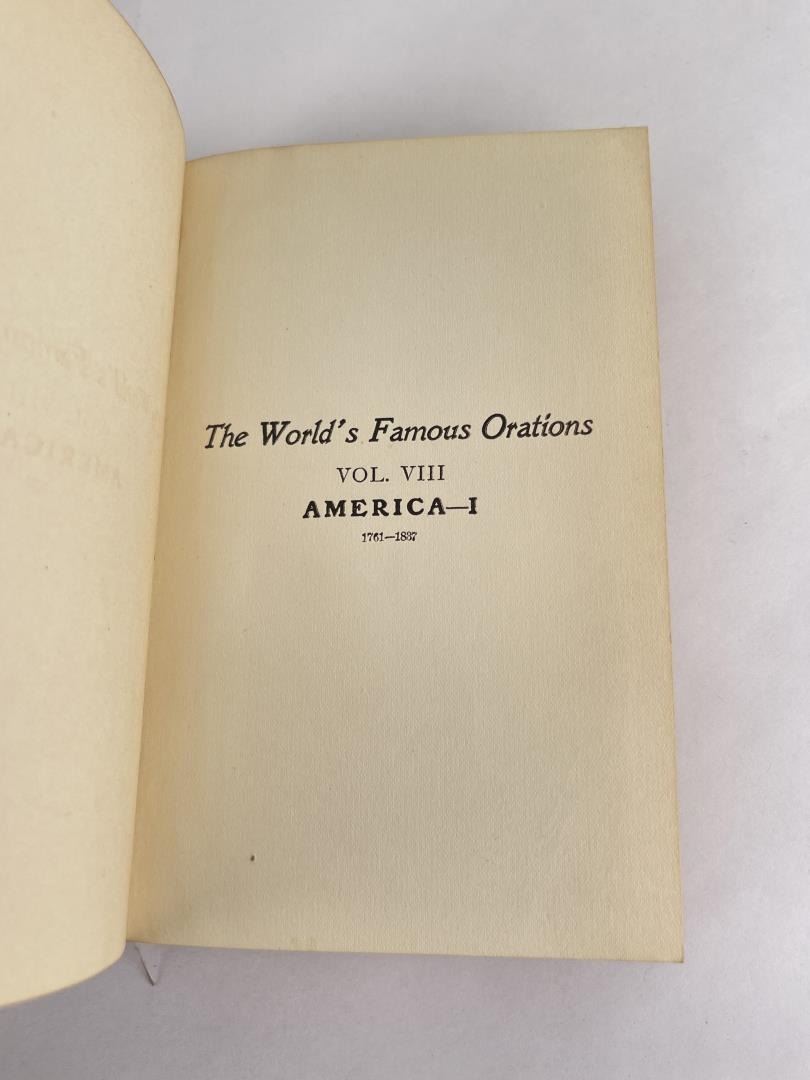 The World's Famous Orations
VOL. VIII
AMERICA—I
1761—1837